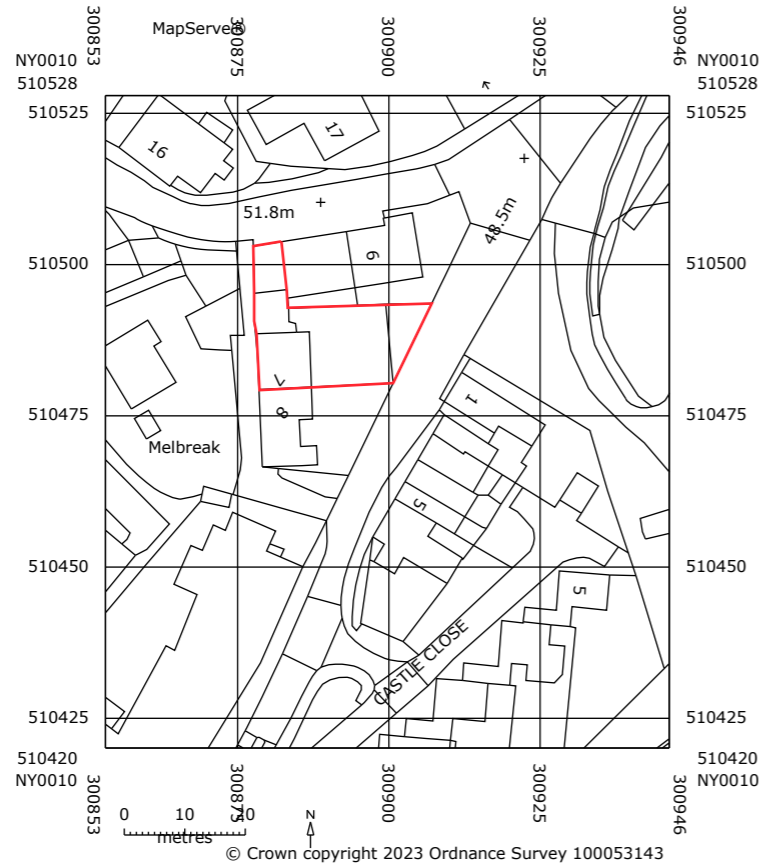 MapServe®
300853
300875
300900
300925
300946
NY0010
510528
NY0010
510528
510525
510525
16
17
51.8m
48.5m
510500
6
510500
7
8
1
510475
510475
Melbreak
5
510450
510450
5
CASTLE CLOSE
510425
510425
510420
NY0010
510420
NY0010
300853
300875
300900
300925
300946
0 10 20
metres
N
© Crown copyright 2023 Ordnance Survey 100053143